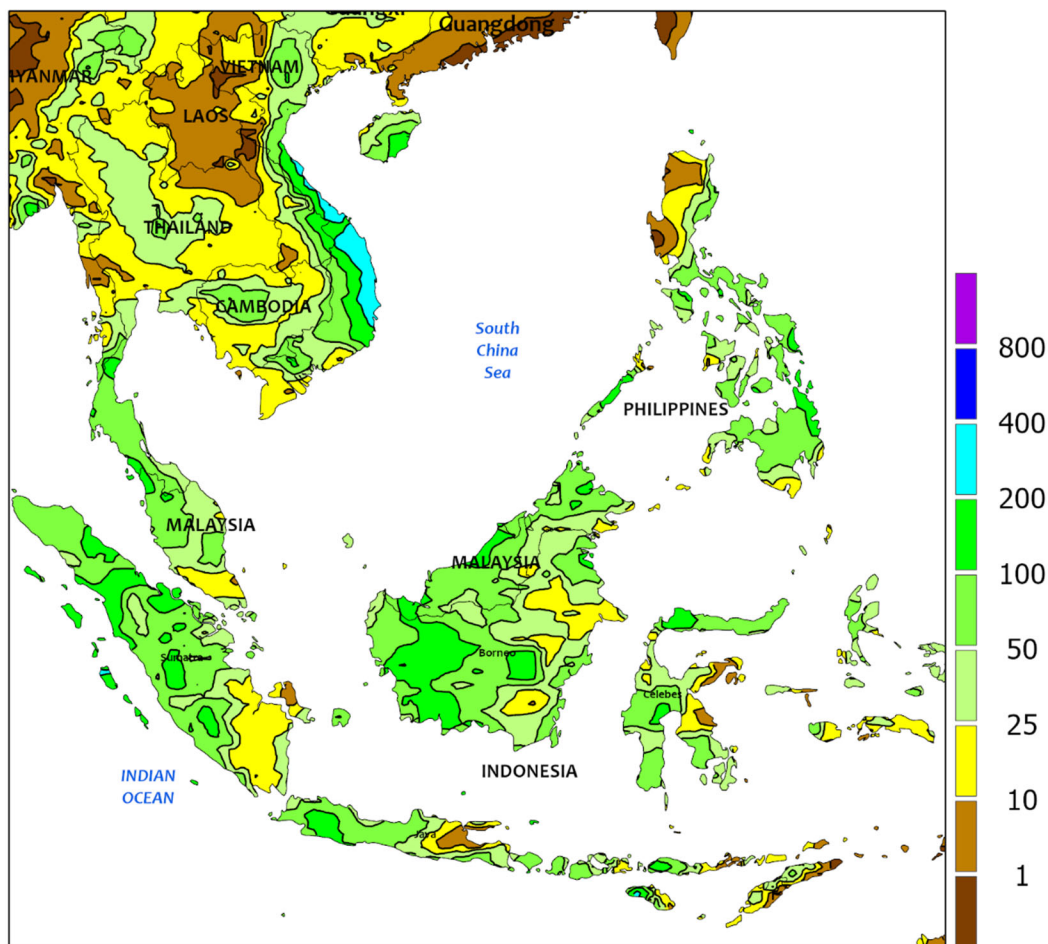 Guangdong
VIETNAM
LAOS
THAILAND
CAMBODIA
South
China
Sea
PHILIPPINES
MALAYSIA
MALAYSIA
Borneo
Sumatra
Celebes
INDONESIA
INDIAN
OCEAN
Java
800
400
200
100
50
25
10
1